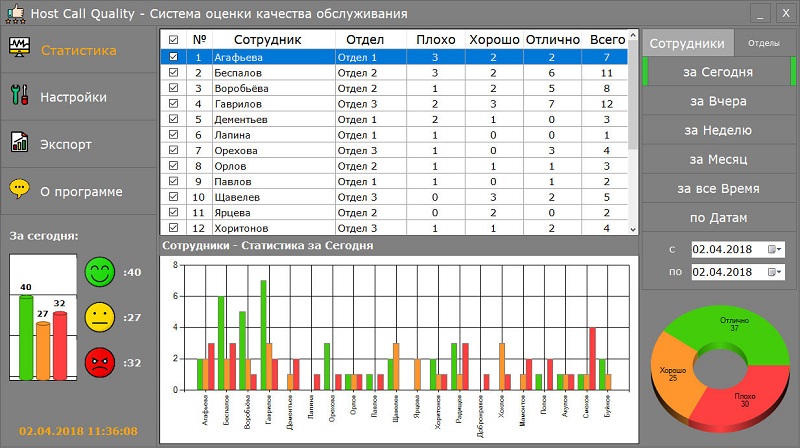 Host Call Quality - Система оценки качества обслуживания _ X
Статистика
Настройки
Экспорт
О программе
За сегодня:
40
27
32
:40
:27
:32
02.04.2018 11:36:08
№ Сотрудник Отдел Плохо Хорошо Отлично Всего
1 Агафьева Отдел 1 3 2 2 7
2 Беспалов Отдел 2 3 2 6 11
3 Воробьёва Отдел 2 1 2 5 8
4 Гаврилов Отдел 3 2 3 7 12
5 Дементьев Отдел 1 2 1 0 3
6 Лапина Отдел 1 1 0 0 1
7 Орехова Отдел 3 1 0 3 4
8 Орлов Отдел 2 1 1 1 3
9 Павлов Отдел 1 1 0 1 2
10 Щавелев Отдел 3 0 3 2 5
11 Ярцева Отдел 2 0 2 0 2
12 Хоритонов Отдел 3 1 1 2 4
Сотрудники - Статистика за Сегодня
8
6
4
2
0
Агафьева
Беспалов
Воробьёва
Гаврилов
Дементьев
Лапина
Орехова
Орлов
Павлов
Щавелев
Ярцева
Хоритонов
Радищев
Добронравов
Хохлов
Мамонтов
Попов
Акулов
Смехов
Буйнов
Сотрудники Отделы
за Сегодня
за Вчера
за Неделю
за Месяц
за все Время
по Датам
с 02.04.2018
по 02.04.2018
Отлично
37
Хорошо
25
Плохо
30